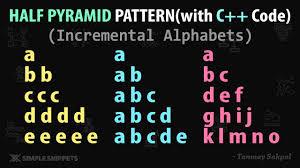 HALF PYRAMID PATTERN(with C++ Code)
(Incremental Alphabets)
a a a
b b a b b c
c c c a b c d e f
d d d d a b c d g h i j
e e e e e a b c d e k l m n o
- Tanmay Sakpal
SIMPLESNIPPETS